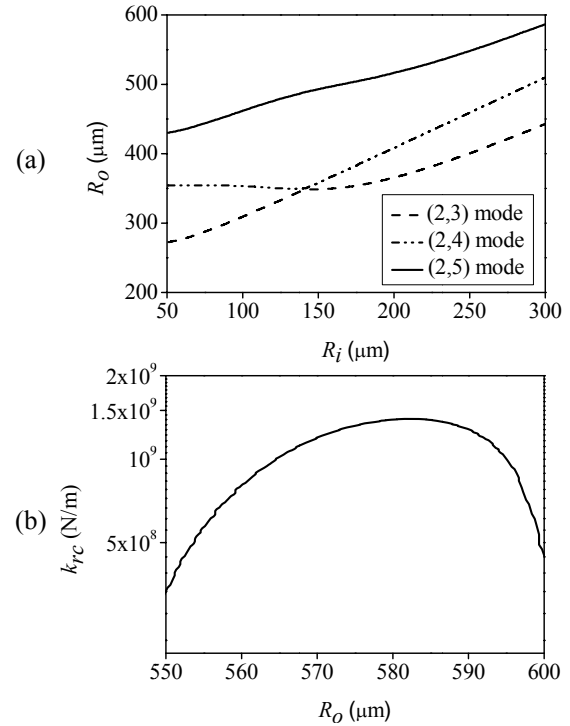 (a)
R_o (μm)
600
500
400
300
200
50 100 150 200 250 300
R_i (μm)
(2,3) mode
(2,4) mode
(2,5) mode
(b)
k_rc (N/m)
2x10^9
1.5x10^9
10^9
5x10^8
550 560 570 580 590 600
R_o (μm)